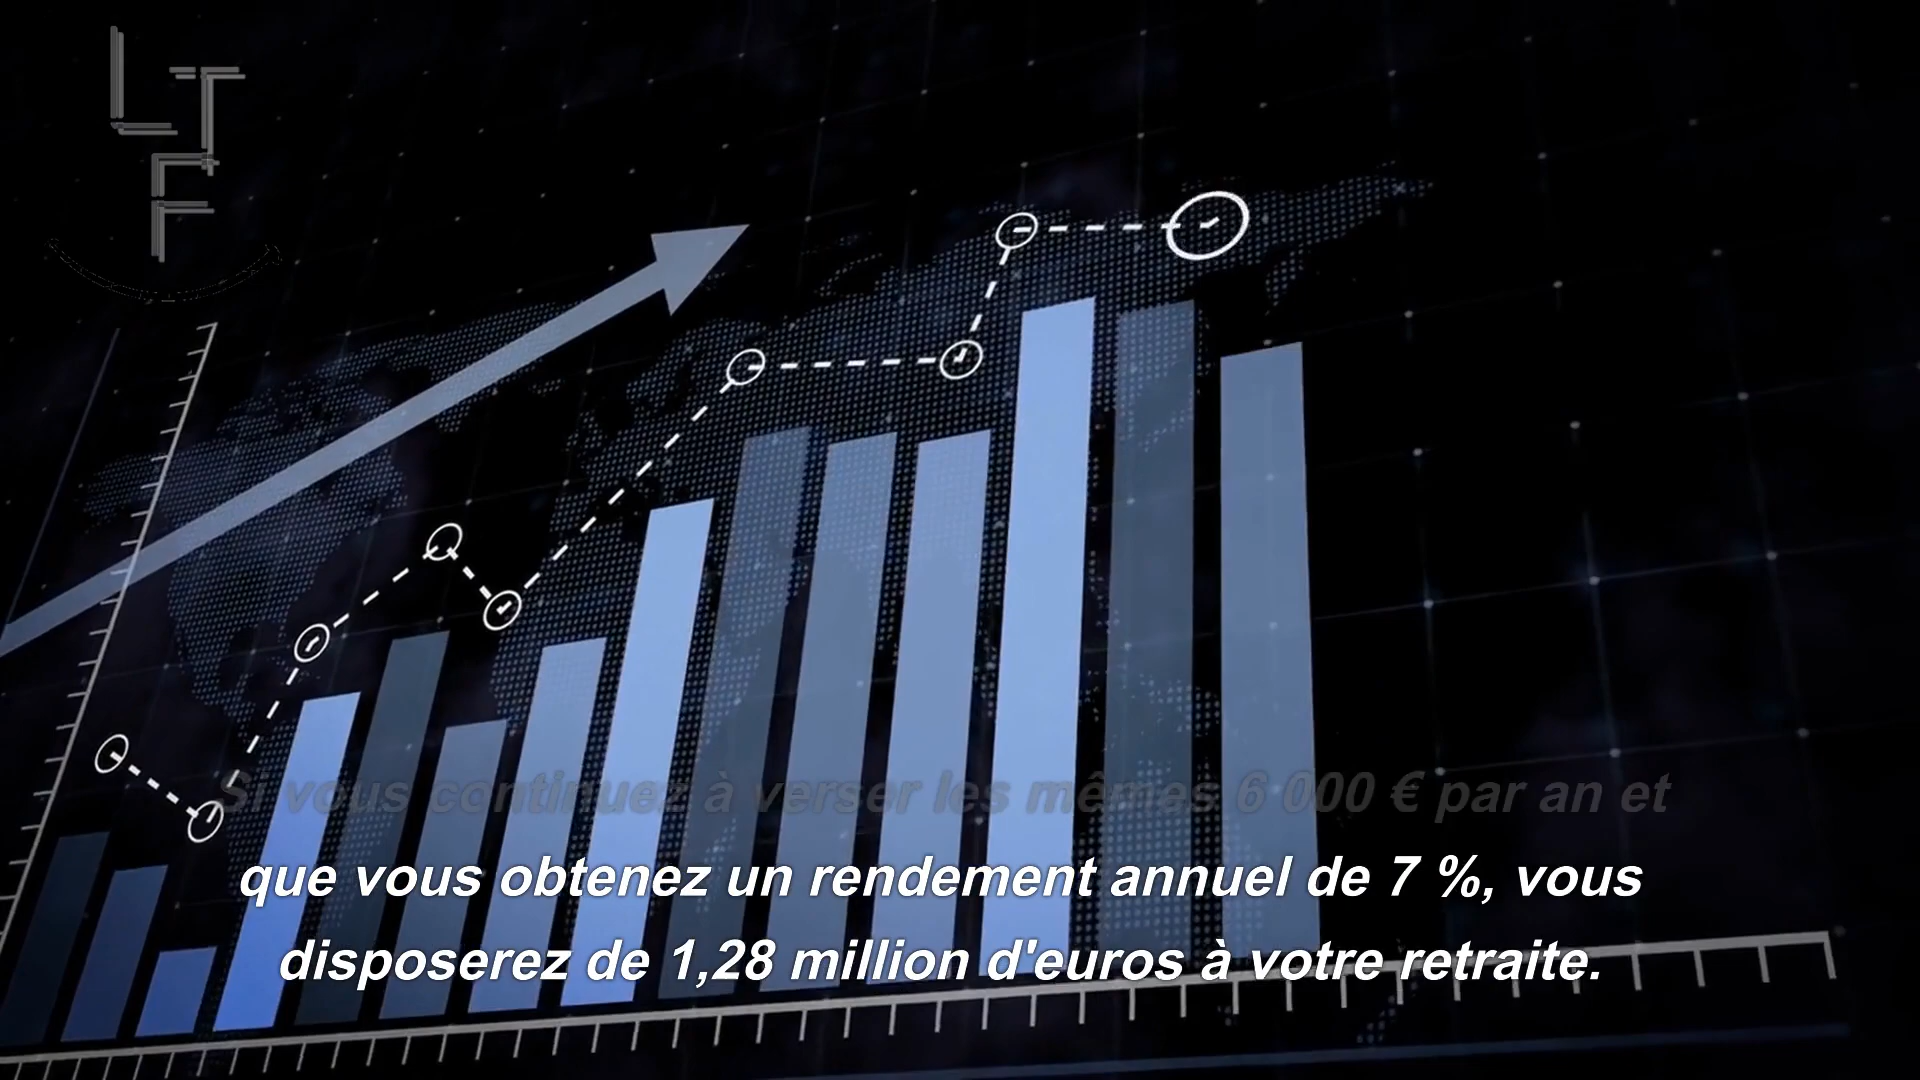 LTF
Si vous continuez à verser les mêmes 6 000 € par an et
que vous obtenez un rendement annuel de 7 %, vous
disposerez de 1,28 million d'euros à votre retraite.